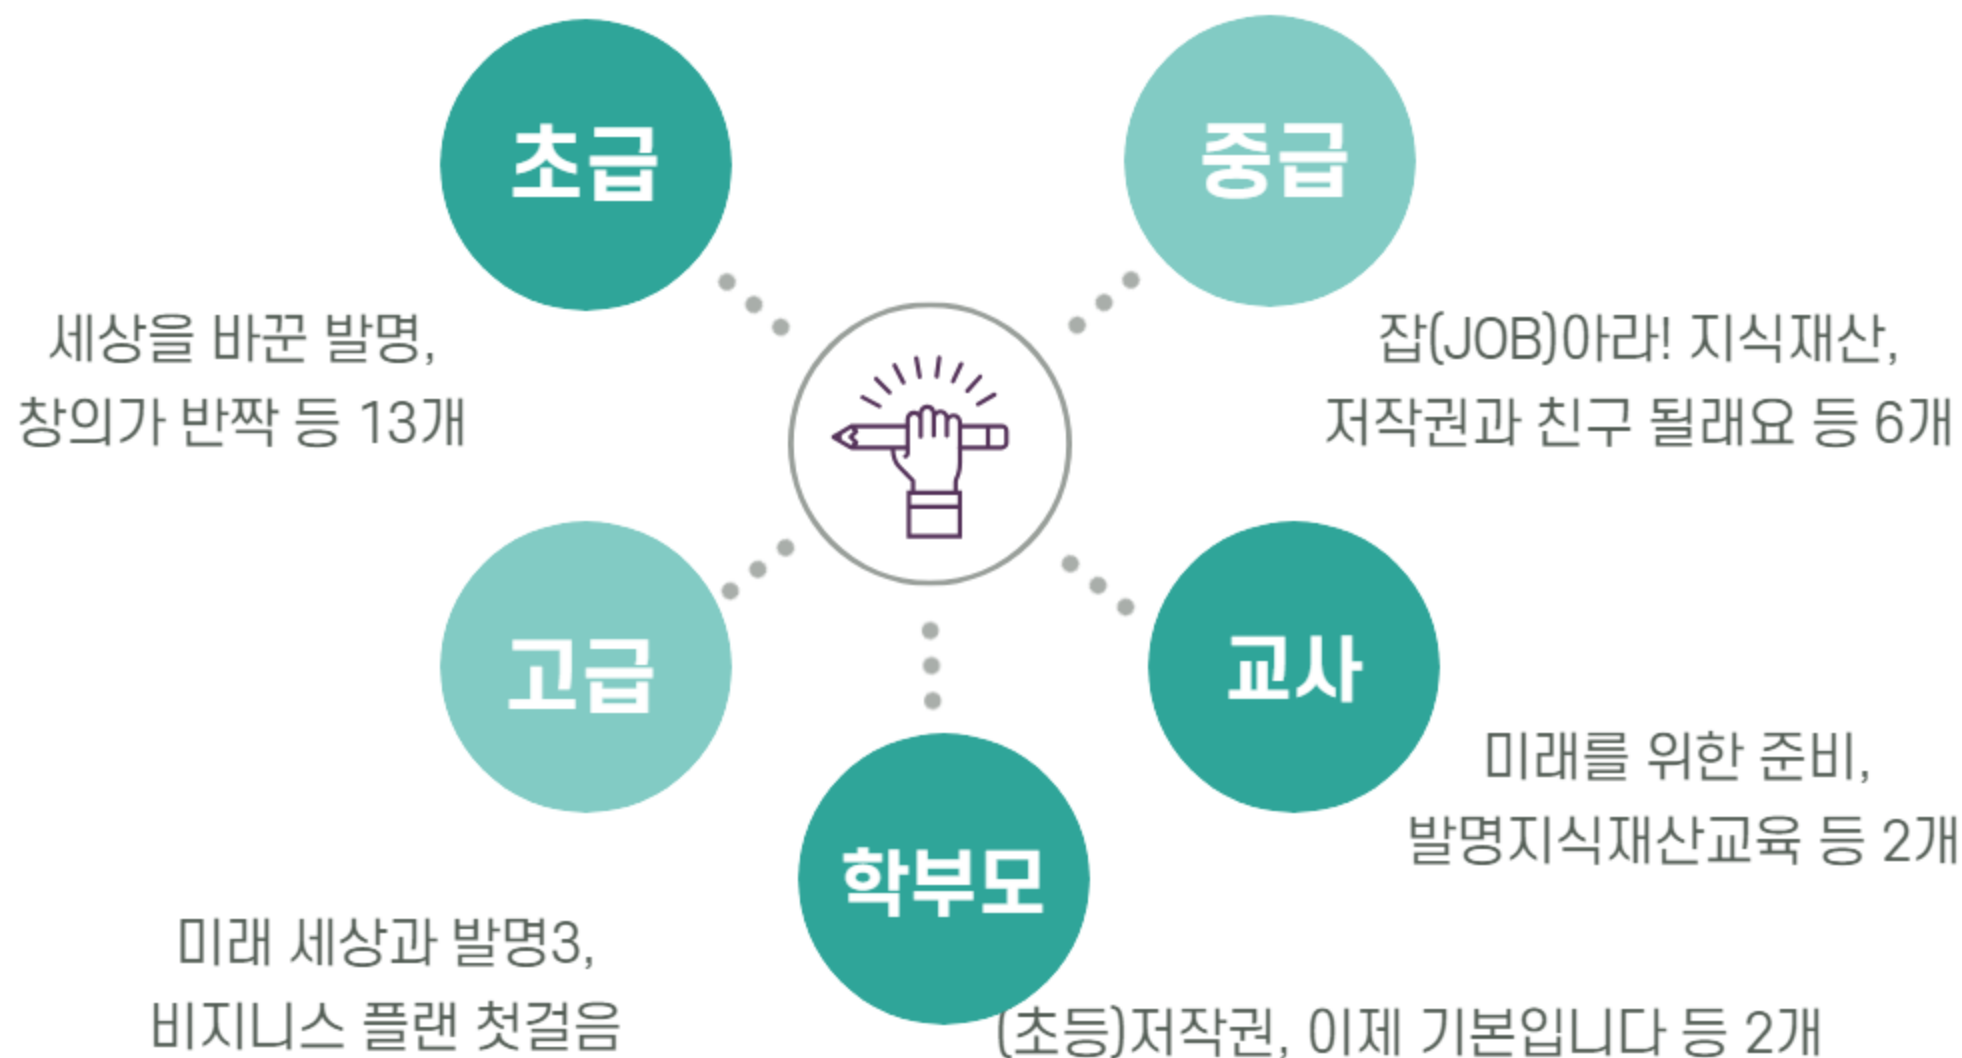 초급
중급
세상을 바꾼 발명,
창의가 반짝 등 13개
잡(JOB)아라! 지식재산,
저작권과 친구 될래요 등 6개
고급
교사
미래를 위한 준비,
발명지식재산교육 등 2개
학부모
미래 세상과 발명3,
비지니스 플랜 첫걸음
(초등)저작권, 이제 기본입니다 등 2개